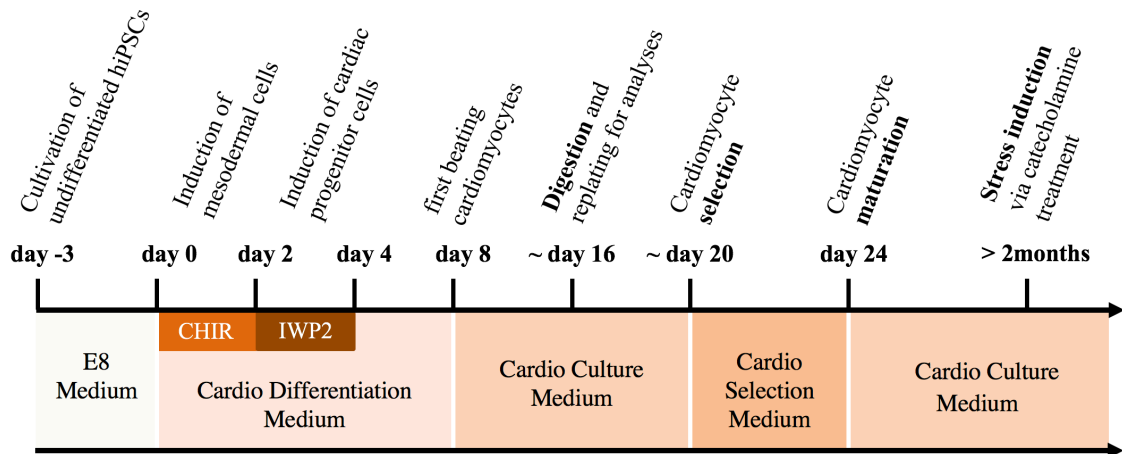 Cultivation of
undifferentiated hiPSCs
Induction of
mesodermal cells
Induction of cardiac
progenitor cells
first beating
cardiomyocytes
Digestion and
replating for analyses
Cardiomyocyte
selection
Cardiomyocyte
maturation
Stress induction
via catecholamine
treatment
day -3
day 0
day 2
day 4
day 8
~ day 16
~ day 20
day 24
> 2months
CHIR
IWP2
E8
Medium
Cardio Differentiation
Medium
Cardio Culture
Medium
Cardio
Selection
Medium
Cardio Culture
Medium